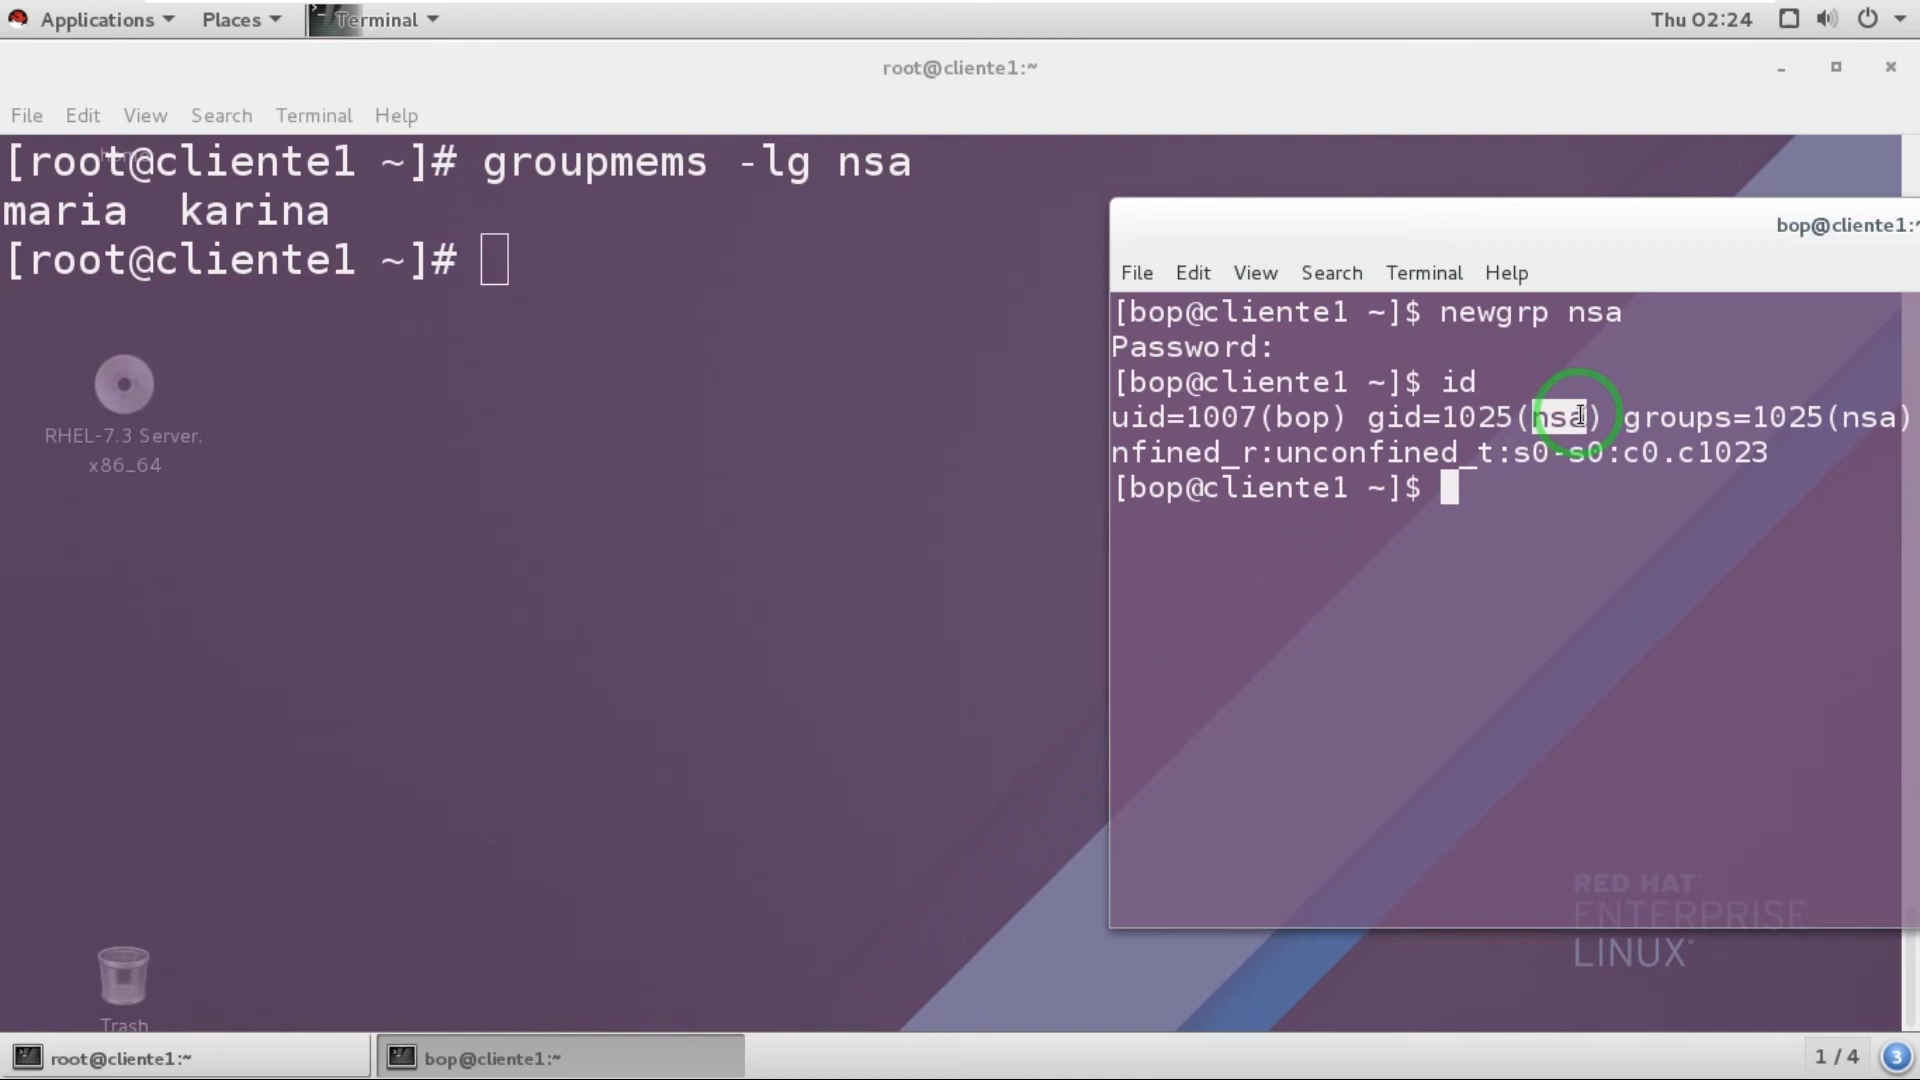 Applications Places Terminal Thu 02:24
root@cliente1:~
File Edit View Search Terminal Help
[root@cliente1 ~]# groupmems -lg nsa
maria  karina
[root@cliente1 ~]#
RHEL-7.3 Server.
x86_64
Trash
bop@cliente1:~
File Edit View Search Terminal Help
[bop@cliente1 ~]$ newgrp nsa
Password:
[bop@cliente1 ~]$ id
uid=1007(bop) gid=1025(nsa) groups=1025(nsa)
nfined_r:unconfined_t:s0-s0:c0.c1023
[bop@cliente1 ~]$
RED HAT
ENTERPRISE
LINUX
root@cliente1:~ bop@cliente1:~ 1 / 4 3